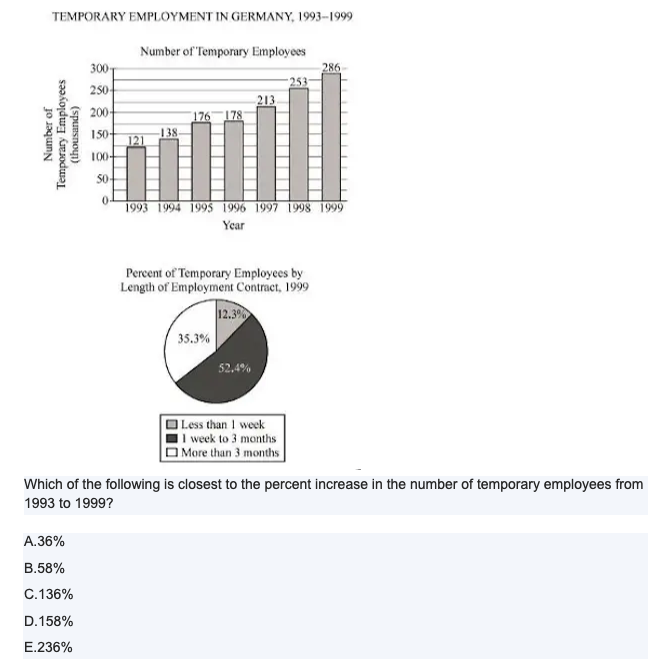 TEMPORARY EMPLOYMENT IN GERMANY, 1993–1999
Number of Temporary Employees
Number of
Temporary Employees
(thousands)
300
250
200
150
100
50
0
121
138
176
178
213
253
286
1993 1994 1995 1996 1997 1998 1999
Year
Percent of Temporary Employees by
Length of Employment Contract, 1999
12.3%
35.3%
52.4%
Less than 1 week
1 week to 3 months
More than 3 months
Which of the following is closest to the percent increase in the number of temporary employees from
1993 to 1999?
A.36%
B.58%
C.136%
D.158%
E.236%